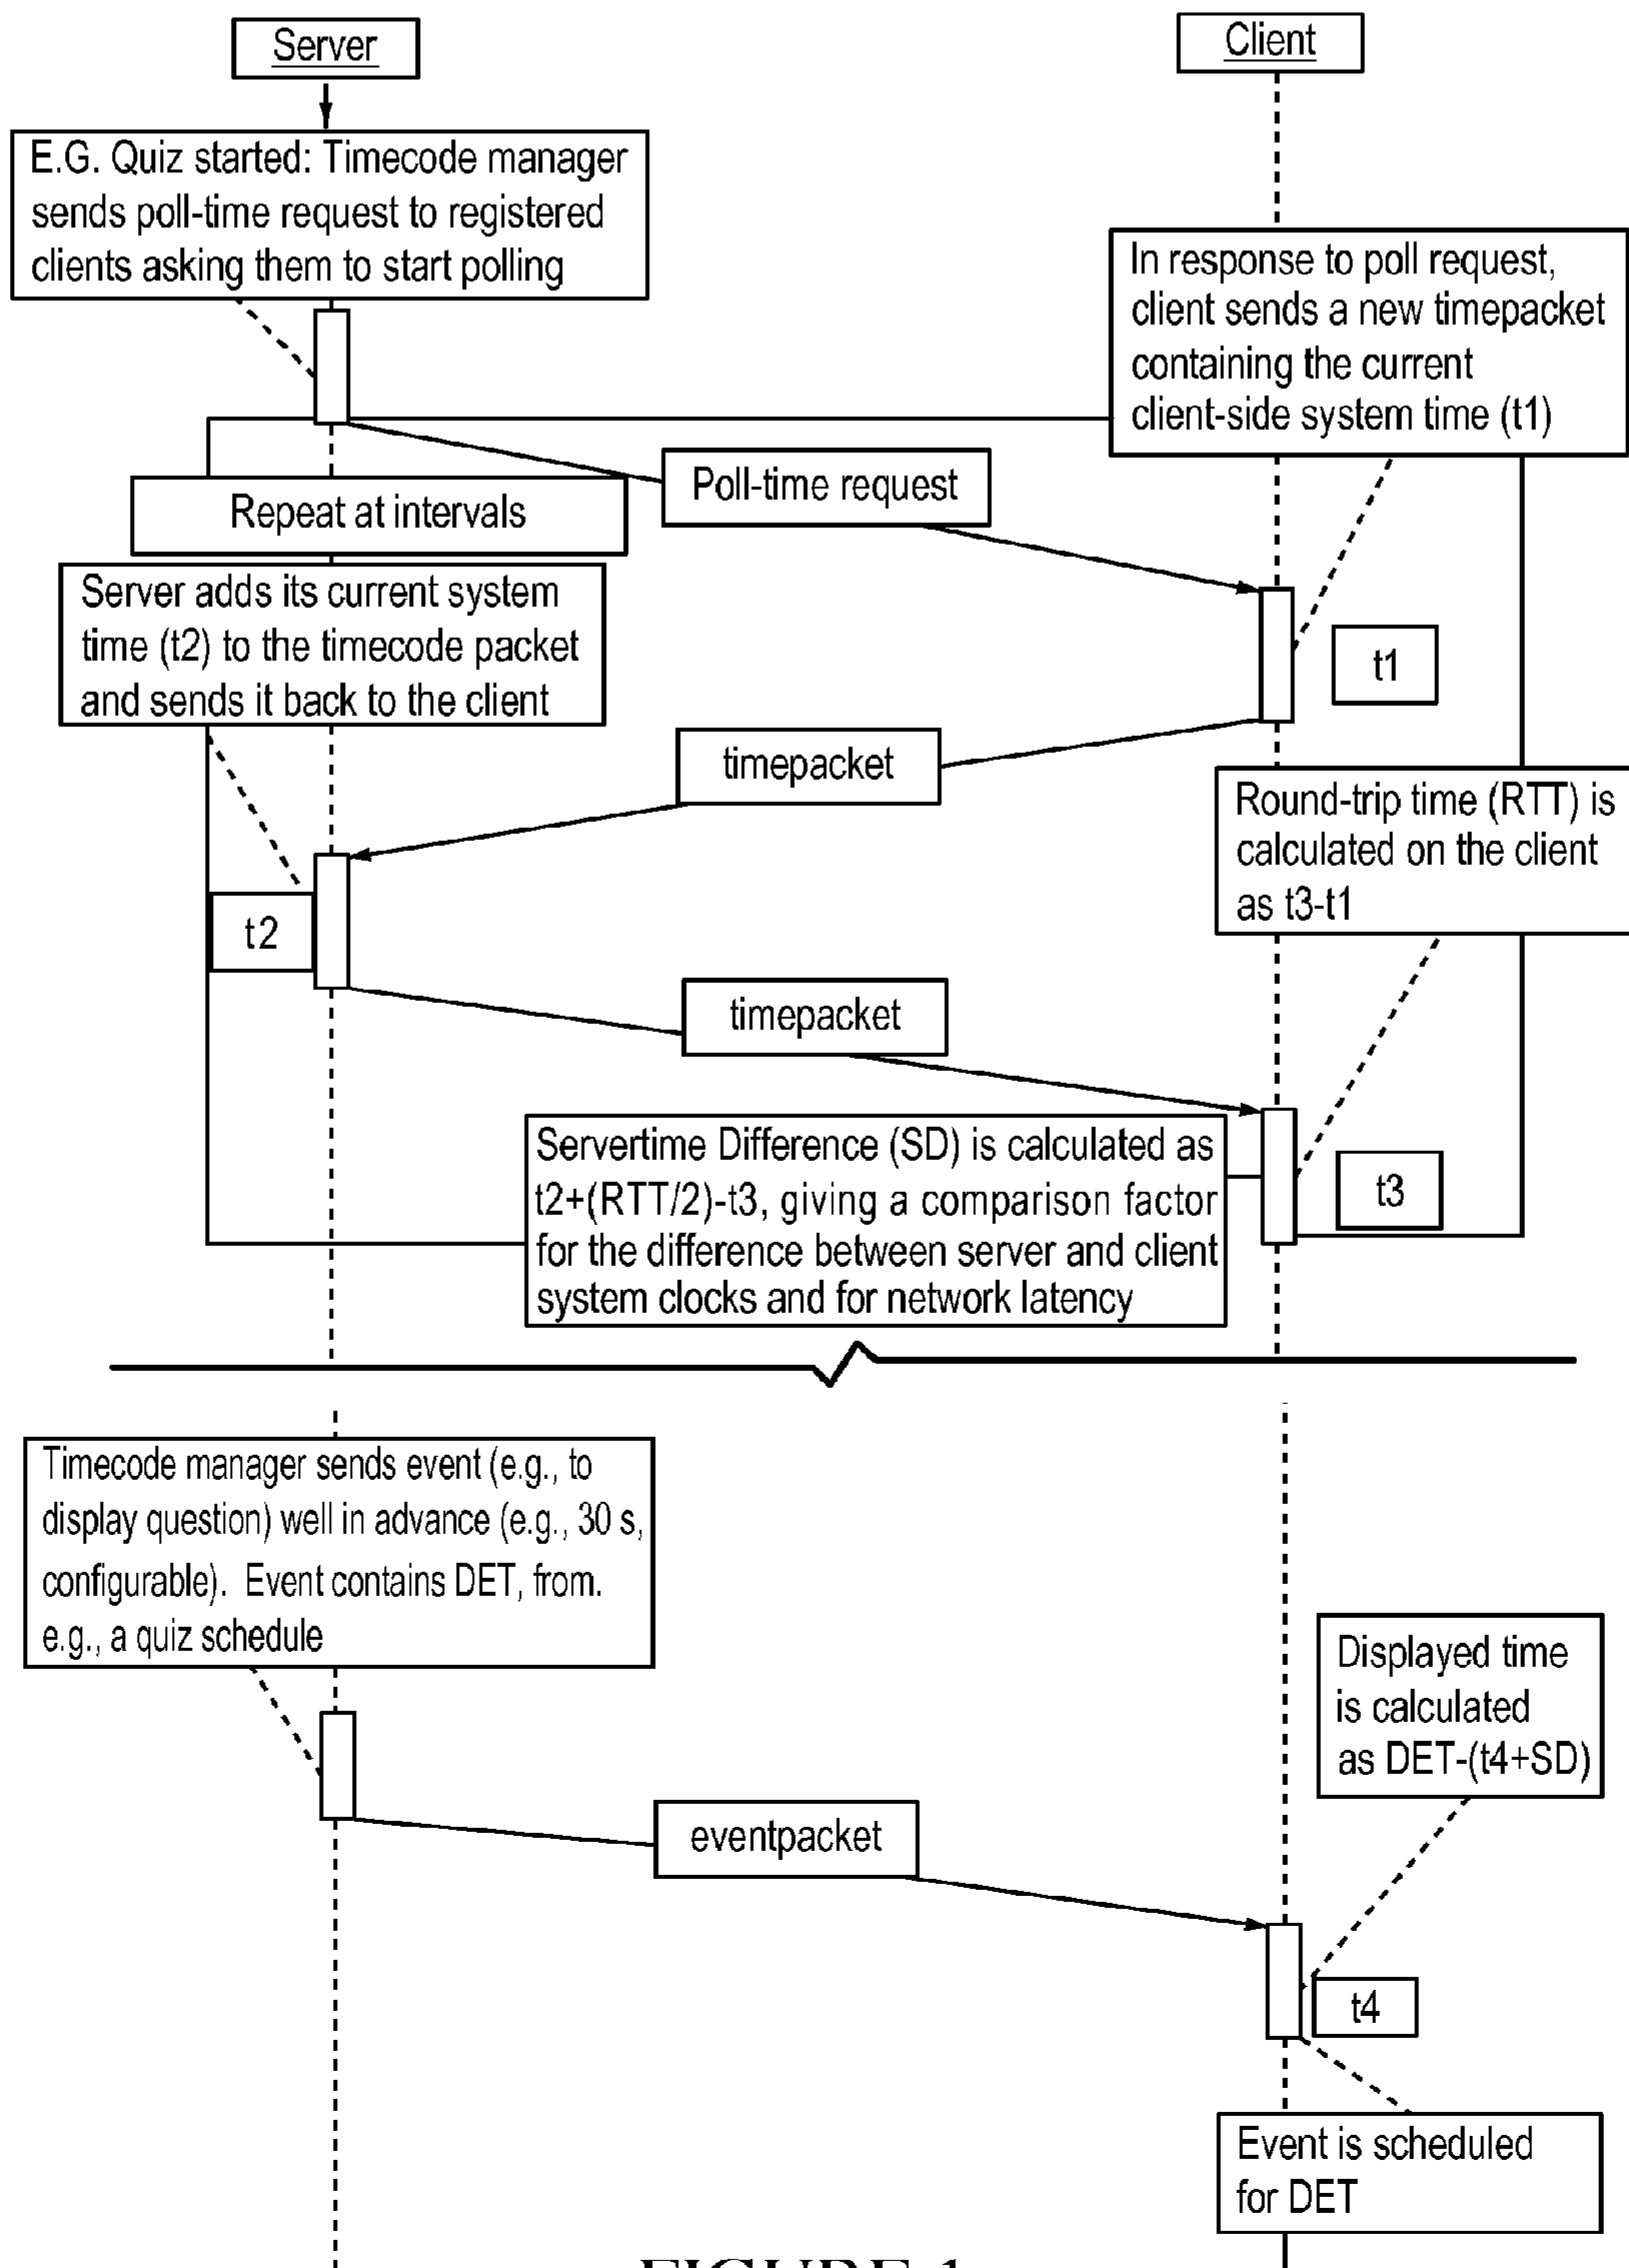 Server
Client
E.G. Quiz started: Timecode manager
sends poll-time request to registered
clients asking them to start polling
In response to poll request,
client sends a new timepacket
containing the current
client-side system time (t1)
Poll-time request
Repeat at intervals
Server adds its current system
time (t2) to the timecode packet
and sends it back to the client
t1
timepacket
Round-trip time (RTT) is
calculated on the client
as t3-t1
t2
timepacket
Servertime Difference (SD) is calculated as
t2+(RTT/2)-t3, giving a comparison factor
for the difference between server and client
system clocks and for network latency
t3
Timecode manager sends event (e.g., to
display question) well in advance (e.g., 30 s,
configurable). Event contains DET, from.
e.g., a quiz schedule
Displayed time
is calculated
as DET-(t4+SD)
eventpacket
t4
Event is scheduled
for DET
FIGURE 1